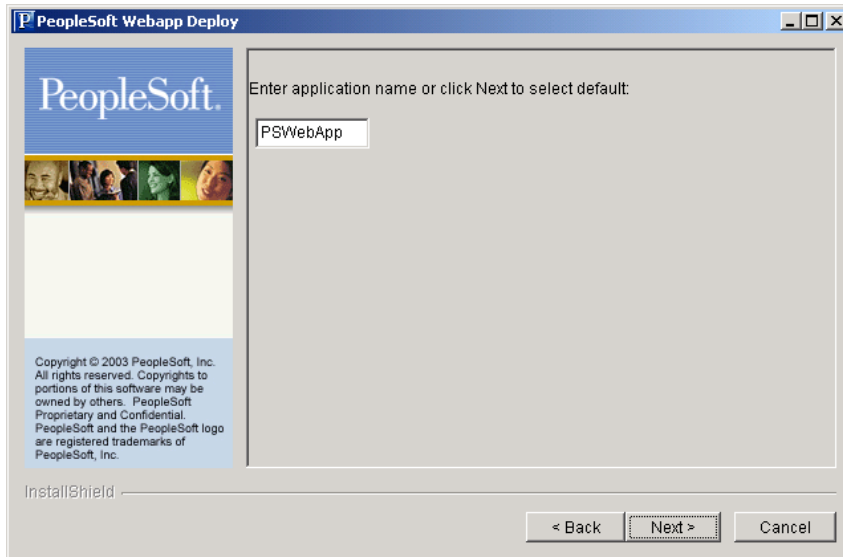 PeopleSoft Webapp Deploy
PeopleSoft.
Enter application name or click Next to select default:
PSWebApp
Copyright © 2003 PeopleSoft, Inc.
All rights reserved. Copyrights to
portions of this software may be
owned by others.  PeopleSoft
Proprietary and Confidential.
PeopleSoft and the PeopleSoft logo
are registered trademarks of
PeopleSoft, Inc.
InstallShield
< Back
Next >
Cancel